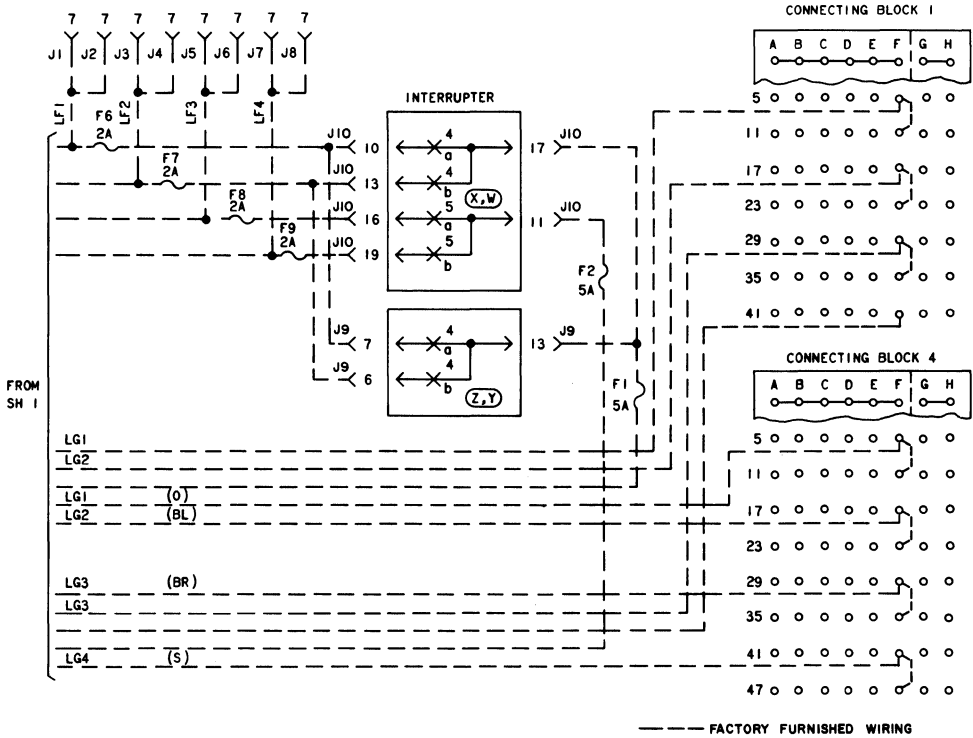 CONNECTING BLOCK 1
7 7 7 7 7 7 7 7
J1 J2 J3 J4 J5 J6 J7 J8
A B C D E F G H
LF1 LF2 LF3 LF4
INTERRUPTER
5
11
17
23
29
35
41
F6
2A
J10
10
4
a
17
J10
F7
2A
J10
13
4
b
X,W
F8
2A
J10
16
5
a
11
J10
F9
2A
J10
19
5
b
F2
5A
J9
7
4
a
13
J9
J9
6
4
b
Z,Y
F1
5A
CONNECTING BLOCK 4
A B C D E F G H
5
11
17
23
29
35
41
47
FROM
SH 1
LG1
LG2
LG1 (O)
LG2 (BL)
LG3 (BR)
LG3
LG4 (S)
FACTORY FURNISHED WIRING